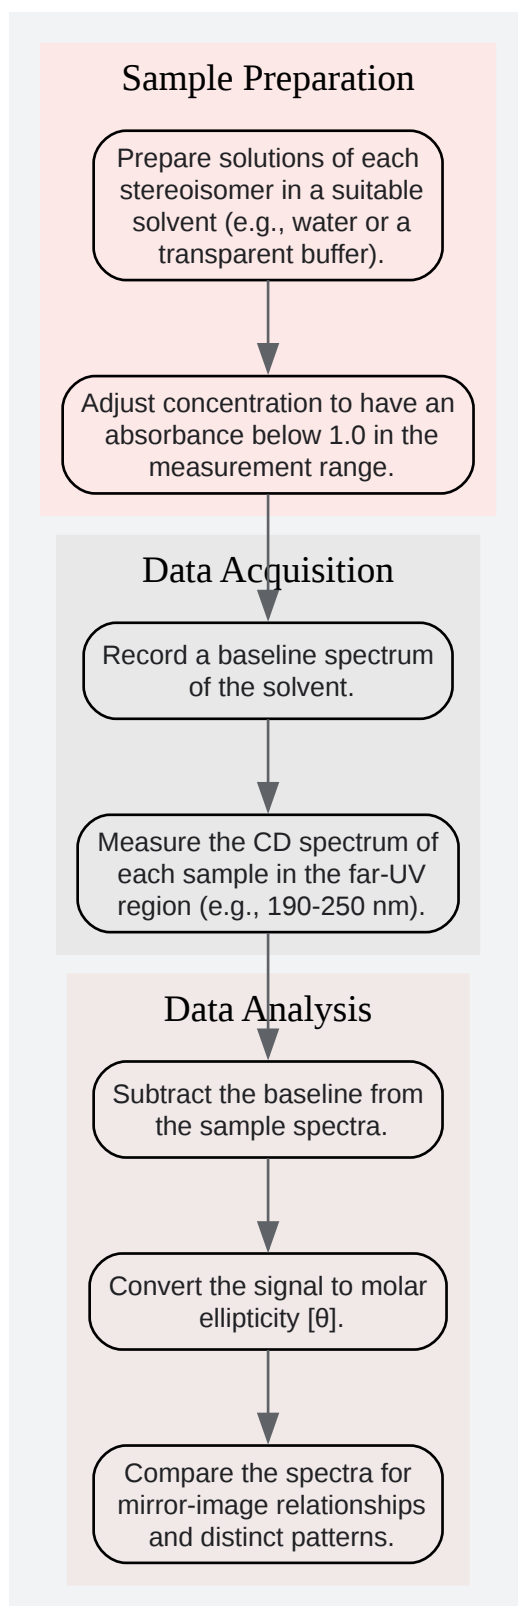 Sample Preparation
Prepare solutions of each
stereoisomer in a suitable
solvent (e.g., water or a
transparent buffer).
Adjust concentration to have an
absorbance below 1.0 in the
measurement range.
Data Acquisition
Record a baseline spectrum
of the solvent.
Measure the CD spectrum of
each sample in the far-UV
region (e.g., 190-250 nm).
Data Analysis
Subtract the baseline from
the sample spectra.
Convert the signal to molar
ellipticity [θ].
Compare the spectra for
mirror-image relationships
and distinct patterns.